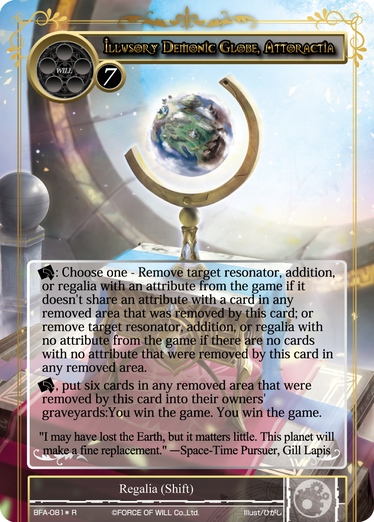 Illusory Demonic Globe, Attoractia
WILL
7
: Choose one - Remove target resonator, addition,
or regalia with an attribute from the game if it
doesn't share an attribute with a card in any
removed area that was removed by this card; or
remove target resonator, addition, or regalia with
no attribute from the game if there are no cards
with no attribute that were removed by this card in
any removed area.
, put six cards in any removed area that were
removed by this card into their owners'
graveyards:You win the game. You win the game.
"I may have lost the Earth, but it matters little. This planet will
make a fine replacement." —Space-Time Pursuer, Gill Lapis
Regalia (Shift)
BFA-081* R
©FORCE OF WILL Co.,Ltd.
Illust/ひがし